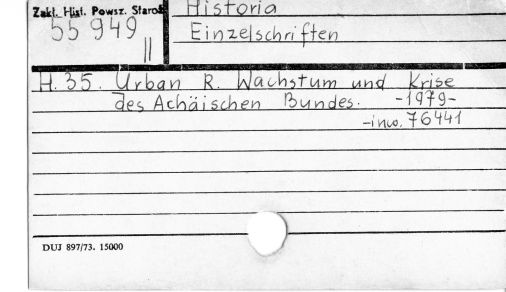 Zakł. Hist. Powsz. Staroż
55 949
II
Historia
Einzelschriften
H. 35. Urban R. Wachstum und Krise
des Achäischen Bundes. -1979-
-inw. 76441
DUJ 897/73. 15000